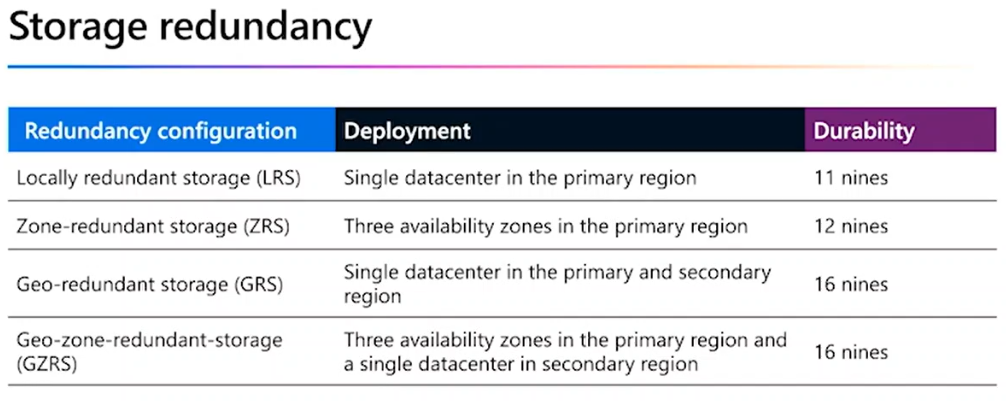 Storage redundancy
Redundancy configuration Deployment Durability
Locally redundant storage (LRS) Single datacenter in the primary region 11 nines
Zone-redundant storage (ZRS) Three availability zones in the primary region 12 nines
Geo-redundant storage (GRS) Single datacenter in the primary and secondary
region 16 nines
Geo-zone-redundant-storage
(GZRS) Three availability zones in the primary region and
a single datacenter in secondary region 16 nines